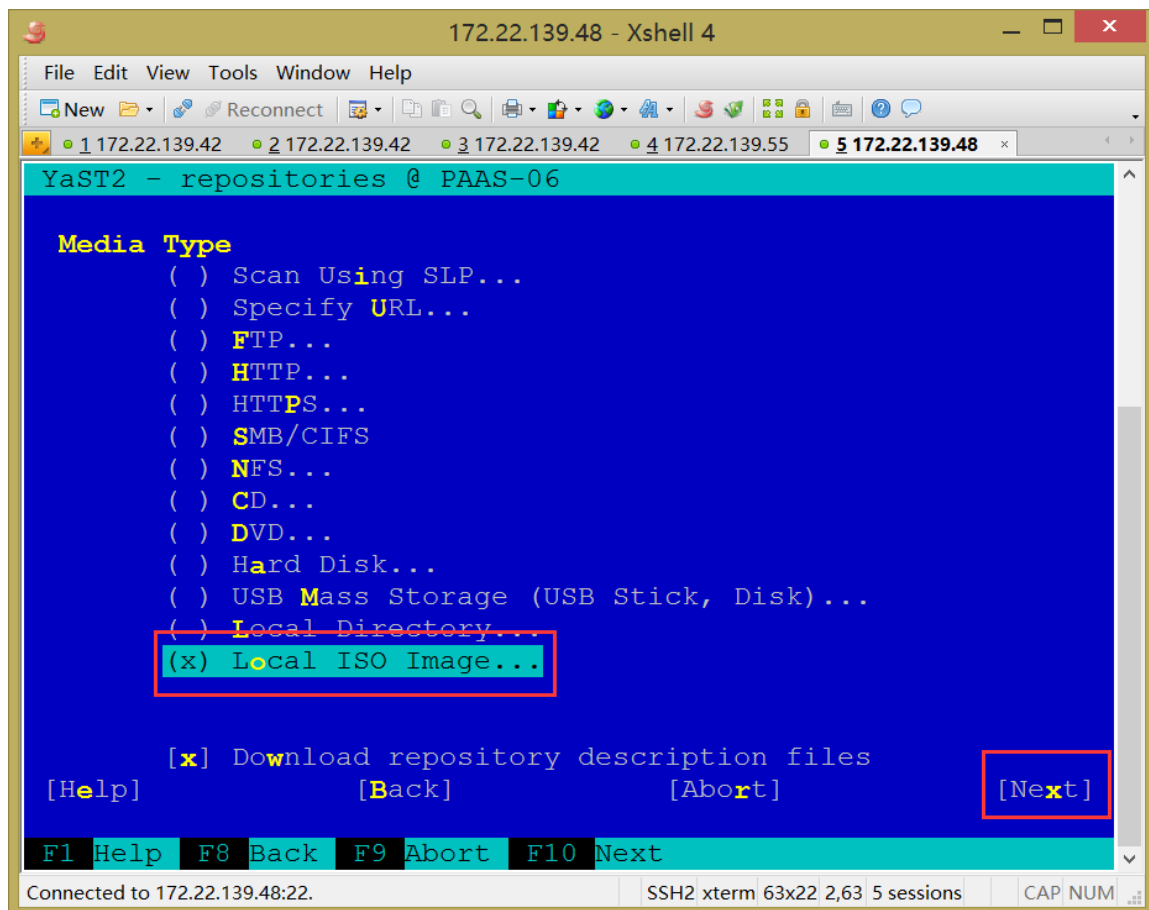 172.22.139.48 - Xshell 4
File Edit View Tools Window Help
New Reconnect
1 172.22.139.42 2 172.22.139.42 3 172.22.139.42 4 172.22.139.55 5 172.22.139.48 ×
YaST2 - repositories @ PAAS-06
Media Type
( ) Scan Using SLP...
( ) Specify URL...
( ) FTP...
( ) HTTP...
( ) HTTPS...
( ) SMB/CIFS
( ) NFS...
( ) CD...
( ) DVD...
( ) Hard Disk...
( ) USB Mass Storage (USB Stick, Disk)...
( ) Local Directory...
(x) Local ISO Image...
[x] Download repository description files
[Help] [Back] [Abort] [Next]
F1 Help F8 Back F9 Abort F10 Next
Connected to 172.22.139.48:22. SSH2 xterm 63x22 2,63 5 sessions CAP NUM